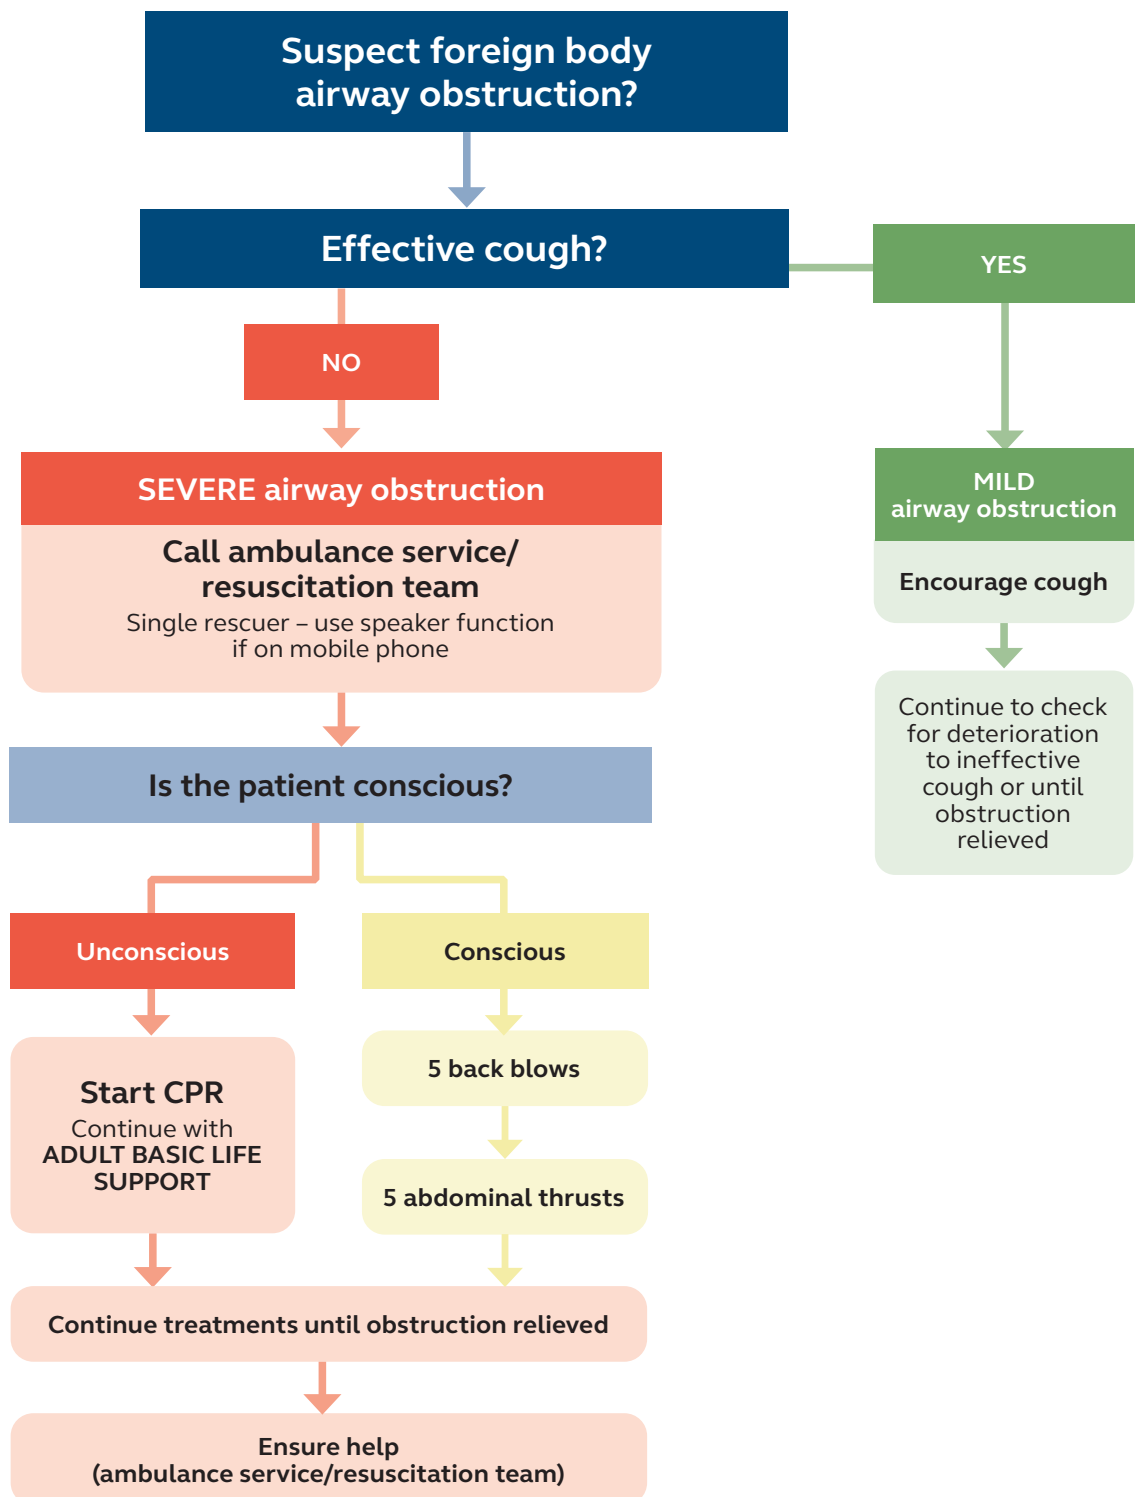 Suspect foreign body
airway obstruction?
Effective cough?
YES
NO
SEVERE airway obstruction
Call ambulance service/
resuscitation team
Single rescuer – use speaker function
if on mobile phone
MILD
airway obstruction
Encourage cough
Continue to check
for deterioration
to ineffective
cough or until
obstruction
relieved
Is the patient conscious?
Unconscious
Conscious
Start CPR
Continue with
ADULT BASIC LIFE
SUPPORT
5 back blows
5 abdominal thrusts
Continue treatments until obstruction relieved
Ensure help
(ambulance service/resuscitation team)